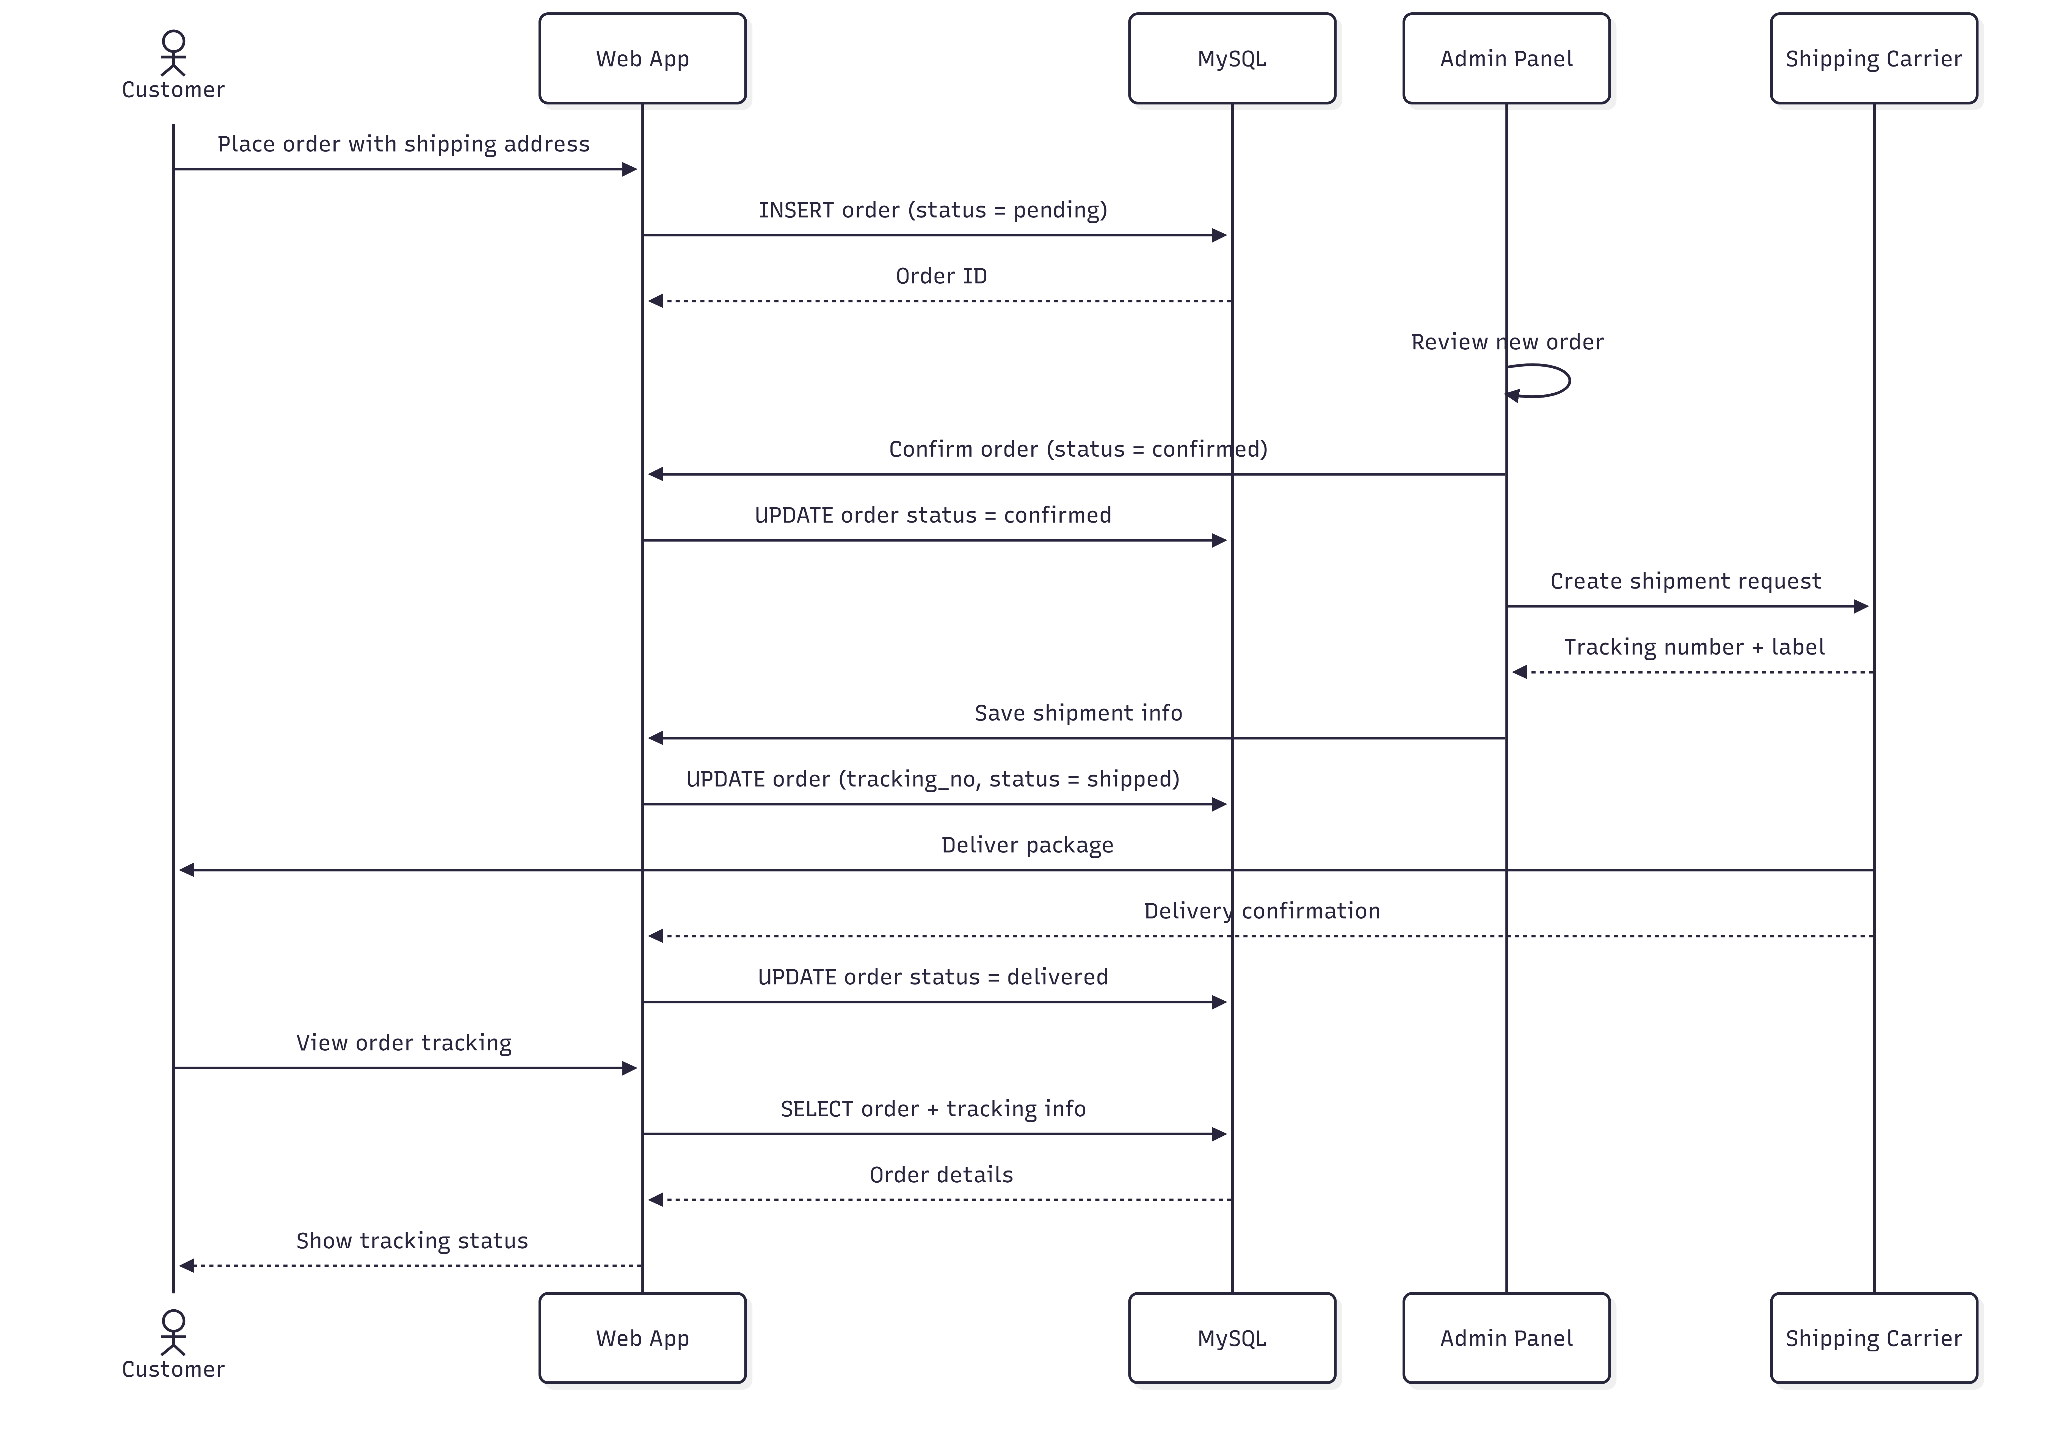 Customer
Web App
MySQL
Admin Panel
Shipping Carrier
Place order with shipping address
INSERT order (status = pending)
Order ID
Review new order
Confirm order (status = confirmed)
UPDATE order status = confirmed
Create shipment request
Tracking number + label
Save shipment info
UPDATE order (tracking_no, status = shipped)
Deliver package
Delivery confirmation
UPDATE order status = delivered
View order tracking
SELECT order + tracking info
Order details
Show tracking status
Customer
Web App
MySQL
Admin Panel
Shipping Carrier